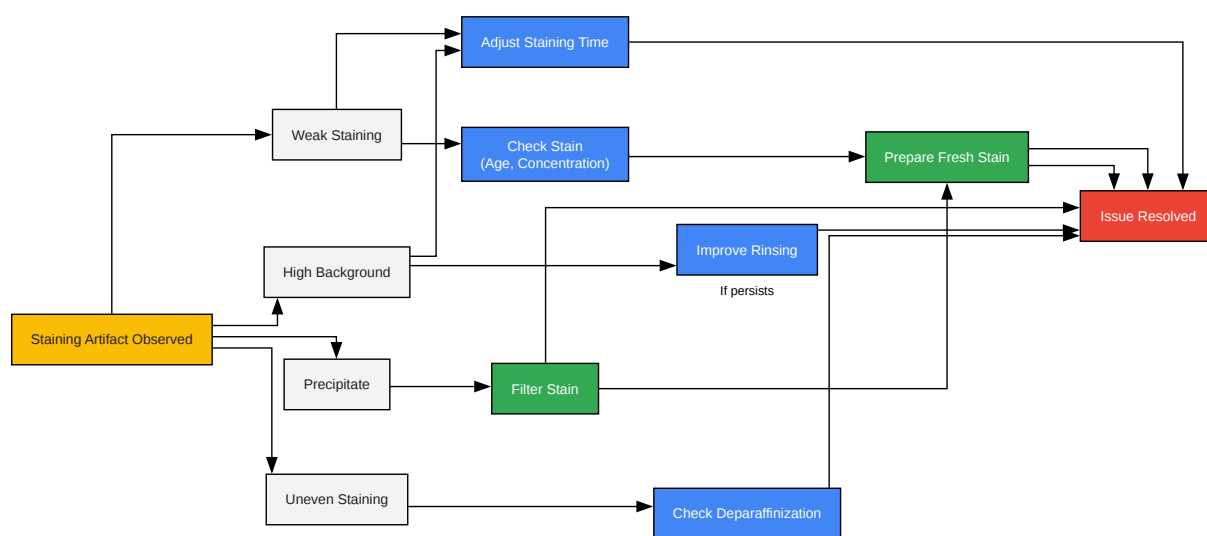 Adjust Staining Time
Weak Staining
Check Stain
(Age, Concentration)
Prepare Fresh Stain
Issue Resolved
High Background
Improve Rinsing
If persists
Staining Artifact Observed
Precipitate
Filter Stain
Uneven Staining
Check Deparaffinization